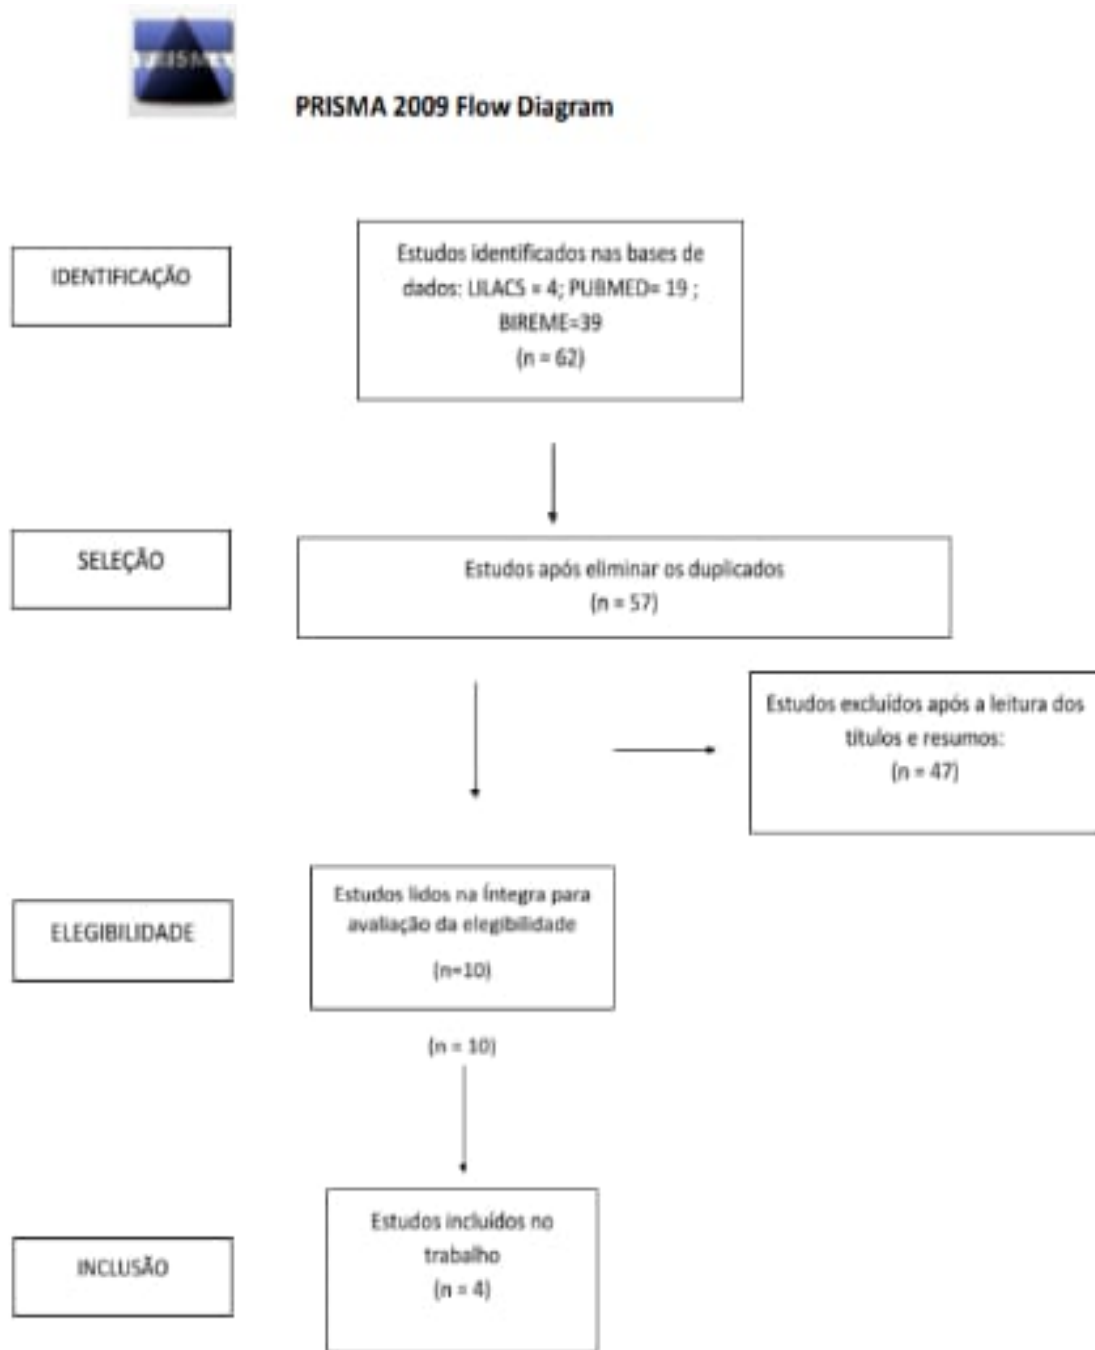 PRISMA
PRISMA 2009 Flow Diagram
IDENTIFICAÇÃO
Estudos identificados nas bases de
dados: LILACS = 4; PUBMED= 19 ;
BIREME=39
(n = 62)
SELEÇÃO
Estudos após eliminar os duplicados
(n = 57)
Estudos excluídos após a leitura dos
títulos e resumos:
(n = 47)
ELEGIBILIDADE
Estudos lidos na Íntegra para
avaliação da elegibilidade
(n=10)
(n = 10)
INCLUSÃO
Estudos incluídos no
trabalho
(n = 4)